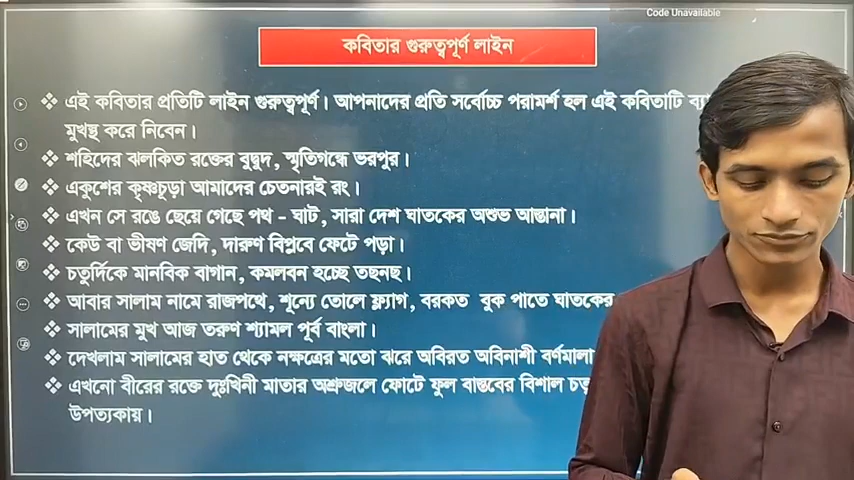 Code Unavailable
কবিতার গুরুত্বপূর্ণ লাইন
❖ এই কবিতার প্রতিটি লাইন গুরুত্বপূর্ণ। আপনাদের প্রতি সর্বোচ্চ পরামর্শ হল এই কবিতাটি
মুখস্থ করে নিবেন।
❖ শহিদের ঝলকিত রক্তের বুদ্বুদ, স্মৃতিগন্ধে ভরপুর।
❖ একুশের কৃষ্ণচূড়া আমাদের চেতনারই রং।
❖ এখন সে রঙে ছেয়ে গেছে পথ - ঘাট, সারা দেশ ঘাতকের অশুভ আস্তানা।
❖ কেউ বা ভীষণ জেদি, দারুণ বিপ্লবে ফেটে পড়া।
❖ চতুর্দিকে মানবিক বাগান, কমলবন হচ্ছে তছনছ।
❖ আবার সালাম নামে রাজপথে, শূন্যে তোলে ফ্ল্যাগ, বরকত বুক পাতে ঘাতকের
❖ সালামের মুখ আজ তরুণ শ্যামল পূর্ব বাংলা।
❖ দেখলাম সালামের হাত থেকে নক্ষত্রের মতো ঝরে অবিরত অবিনাশী বর্ণমালা
❖ এখনো বীরের রক্তে দুঃখিনী মাতার অশ্রুজলে ফোটে ফুল বাস্তবের বিশাল
উপত্যকায়।